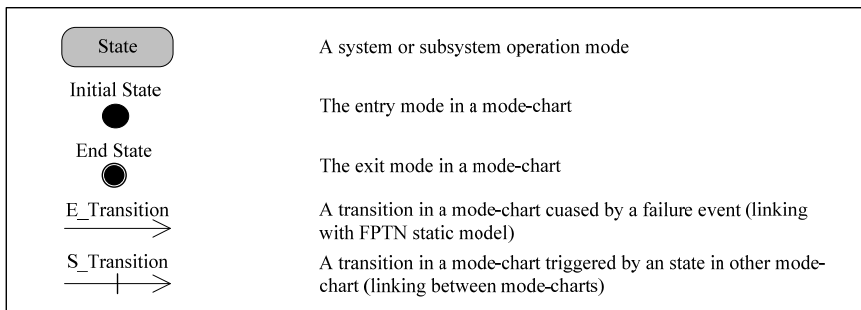 State
A system or subsystem operation mode
Initial State
The entry mode in a mode-chart
End State
The exit mode in a mode-chart
E_Transition
A transition in a mode-chart cuased by a failure event (linking
with FPTN static model)
S_Transition
A transition in a mode-chart triggered by an state in other mode-
chart (linking between mode-charts)